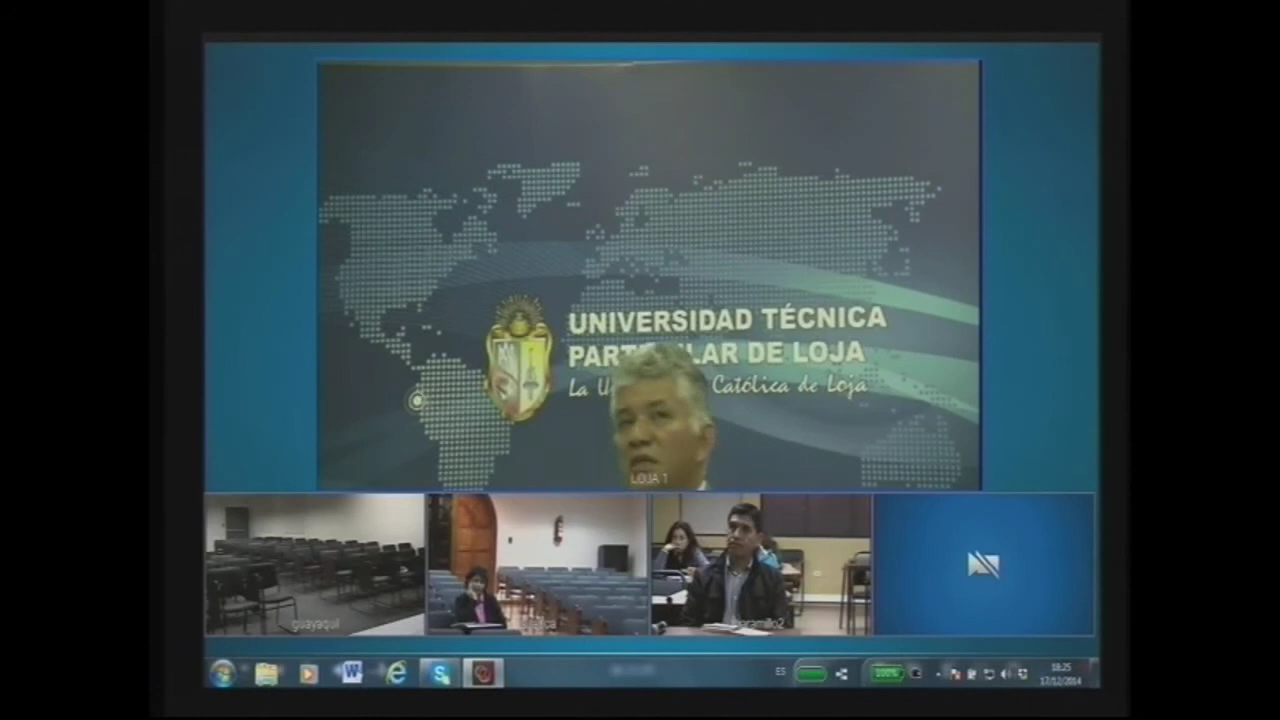 UNIVERSIDAD TÉCNICA
PART LAR DE LOJA
La U Católica de Loja
LOJA 1
guayaquil
jaramillo2
ES
100%
18:25
17/12/2014